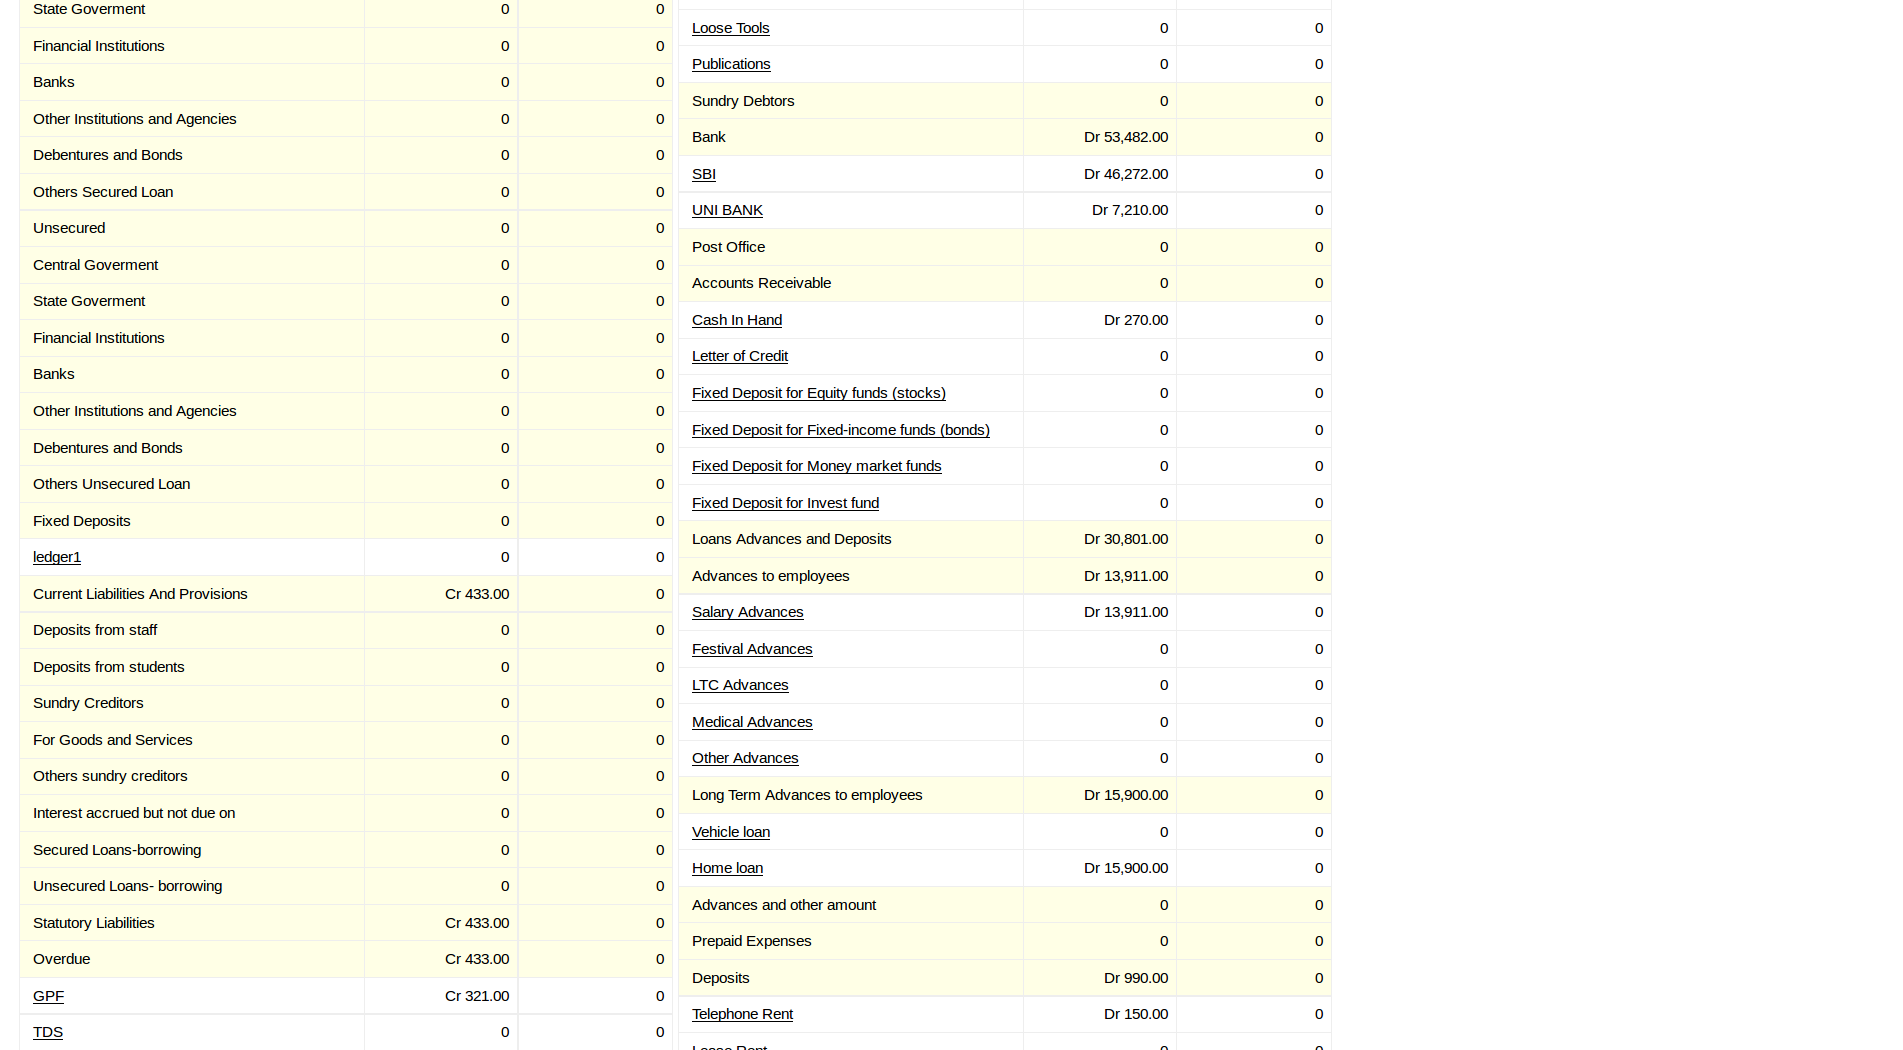 State Goverment 0 0
Financial Institutions 0 0
Banks 0 0
Other Institutions and Agencies 0 0
Debentures and Bonds 0 0
Others Secured Loan 0 0
Unsecured 0 0
Central Goverment 0 0
State Goverment 0 0
Financial Institutions 0 0
Banks 0 0
Other Institutions and Agencies 0 0
Debentures and Bonds 0 0
Others Unsecured Loan 0 0
Fixed Deposits 0 0
ledger1 0 0
Current Liabilities And Provisions Cr 433.00 0
Deposits from staff 0 0
Deposits from students 0 0
Sundry Creditors 0 0
For Goods and Services 0 0
Others sundry creditors 0 0
Interest accrued but not due on 0 0
Secured Loans-borrowing 0 0
Unsecured Loans- borrowing 0 0
Statutory Liabilities Cr 433.00 0
Overdue Cr 433.00 0
GPF Cr 321.00 0
TDS 0 0
Loose Tools 0 0
Publications 0 0
Sundry Debtors 0 0
Bank Dr 53,482.00 0
SBI Dr 46,272.00 0
UNI BANK Dr 7,210.00 0
Post Office 0 0
Accounts Receivable 0 0
Cash In Hand Dr 270.00 0
Letter of Credit 0 0
Fixed Deposit for Equity funds (stocks) 0 0
Fixed Deposit for Fixed-income funds (bonds) 0 0
Fixed Deposit for Money market funds 0 0
Fixed Deposit for Invest fund 0 0
Loans Advances and Deposits Dr 30,801.00 0
Advances to employees Dr 13,911.00 0
Salary Advances Dr 13,911.00 0
Festival Advances 0 0
LTC Advances 0 0
Medical Advances 0 0
Other Advances 0 0
Long Term Advances to employees Dr 15,900.00 0
Vehicle loan 0 0
Home loan Dr 15,900.00 0
Advances and other amount 0 0
Prepaid Expenses 0 0
Deposits Dr 990.00 0
Telephone Rent Dr 150.00 0